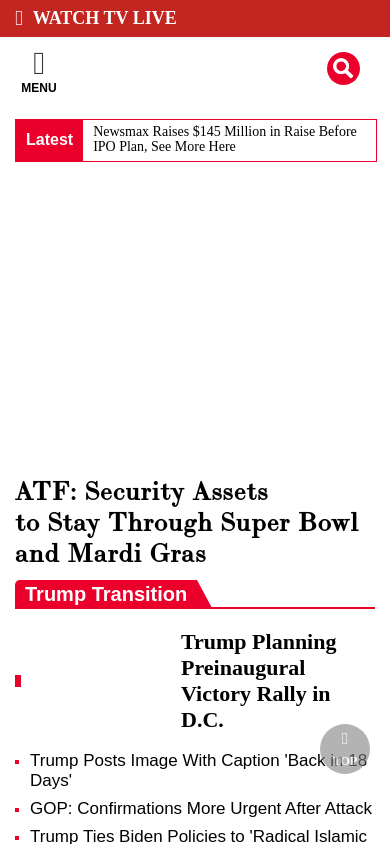 WATCH TV LIVE
MENU
Latest
Newsmax Raises $145 Million in Raise Before
IPO Plan, See More Here
ATF: Security Assets
to Stay Through Super Bowl
and Mardi Gras
Trump Transition
Trump Planning
Preinaugural
Victory Rally in
D.C.
Trump Posts Image With Caption 'Back in 18
Days'
GOP: Confirmations More Urgent After Attack
Trump Ties Biden Policies to 'Radical Islamic